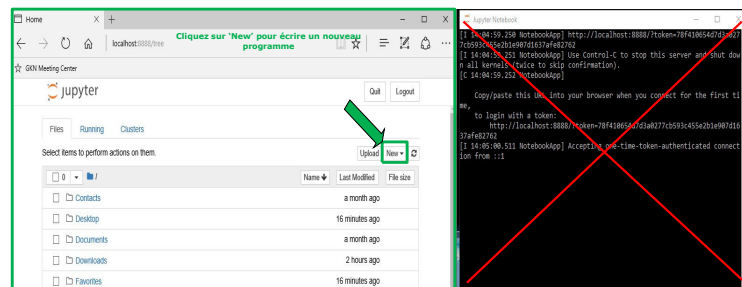 Home
localhost:8888/tree
Cliquez sur 'New' pour écrire un nouveau
programme
GKN Meeting Center
jupyter
Quit
Logout
Files
Running
Clusters
Select items to perform actions on them.
Upload
New
0
/
Name
Last Modified
File size
Contacts
a month ago
Desktop
16 minutes ago
Documents
a month ago
Downloads
2 hours ago
Favorites
16 minutes ago
Jupyter Notebook
[I 14:04:59.250 NotebookApp] http://localhost:8888/?token=78f410654d7d3a027
7cb593c455e2b1e907d1637afe82762
[I 14:04:59.251 NotebookApp] Use Control-C to stop this server and shut dow
n all kernels (twice to skip confirmation).
[C 14:04:59.252 NotebookApp]
Copy/paste this URL into your browser when you connect for the first ti
me,
to login with a token:
http://localhost:8888/?token=78f410654d7d3a0277cb593c455e2b1e907d16
37afe82762
[I 14:05:00.511 NotebookApp] Accepting one-time-token-authenticated connect
ion from ::1